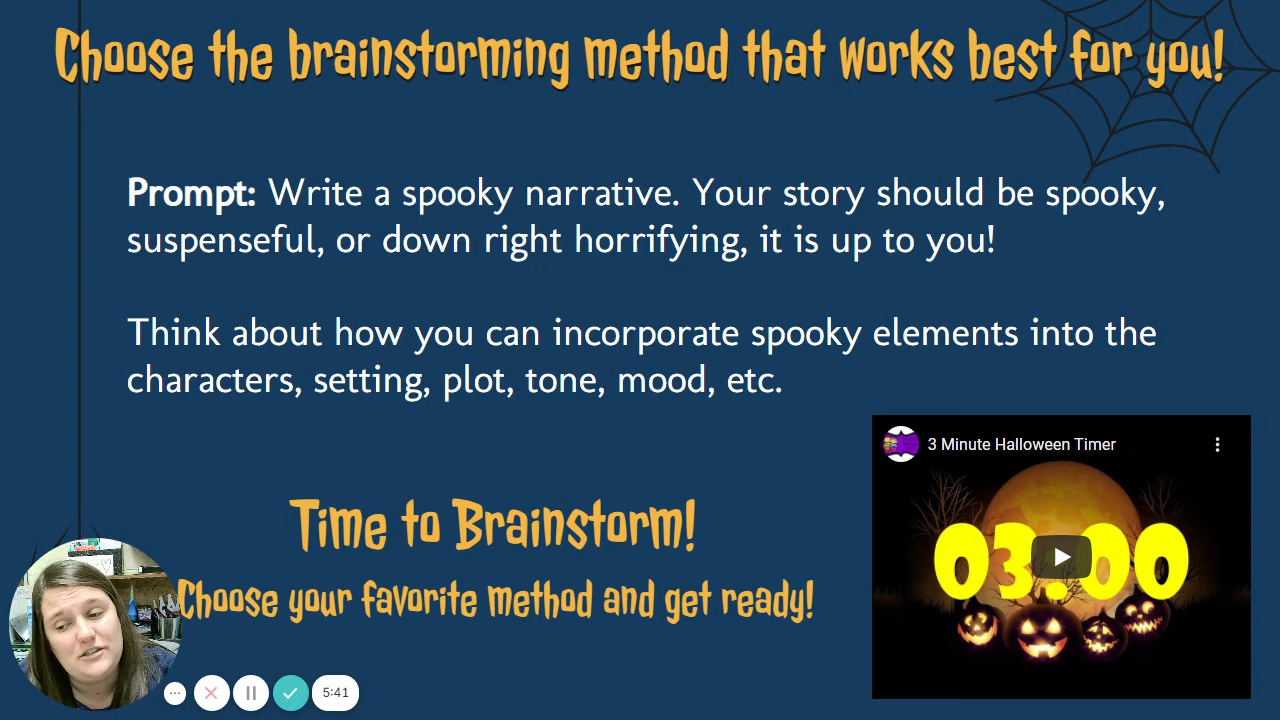 Choose the brainstorming method that works best for you!
Prompt: Write a spooky narrative. Your story should be spooky,
suspenseful, or down right horrifying, it is up to you!
Think about how you can incorporate spooky elements into the
characters, setting, plot, tone, mood, etc.
3 Minute Halloween Timer
03:00
Time to Brainstorm!
Choose your favorite method and get ready!
5:41